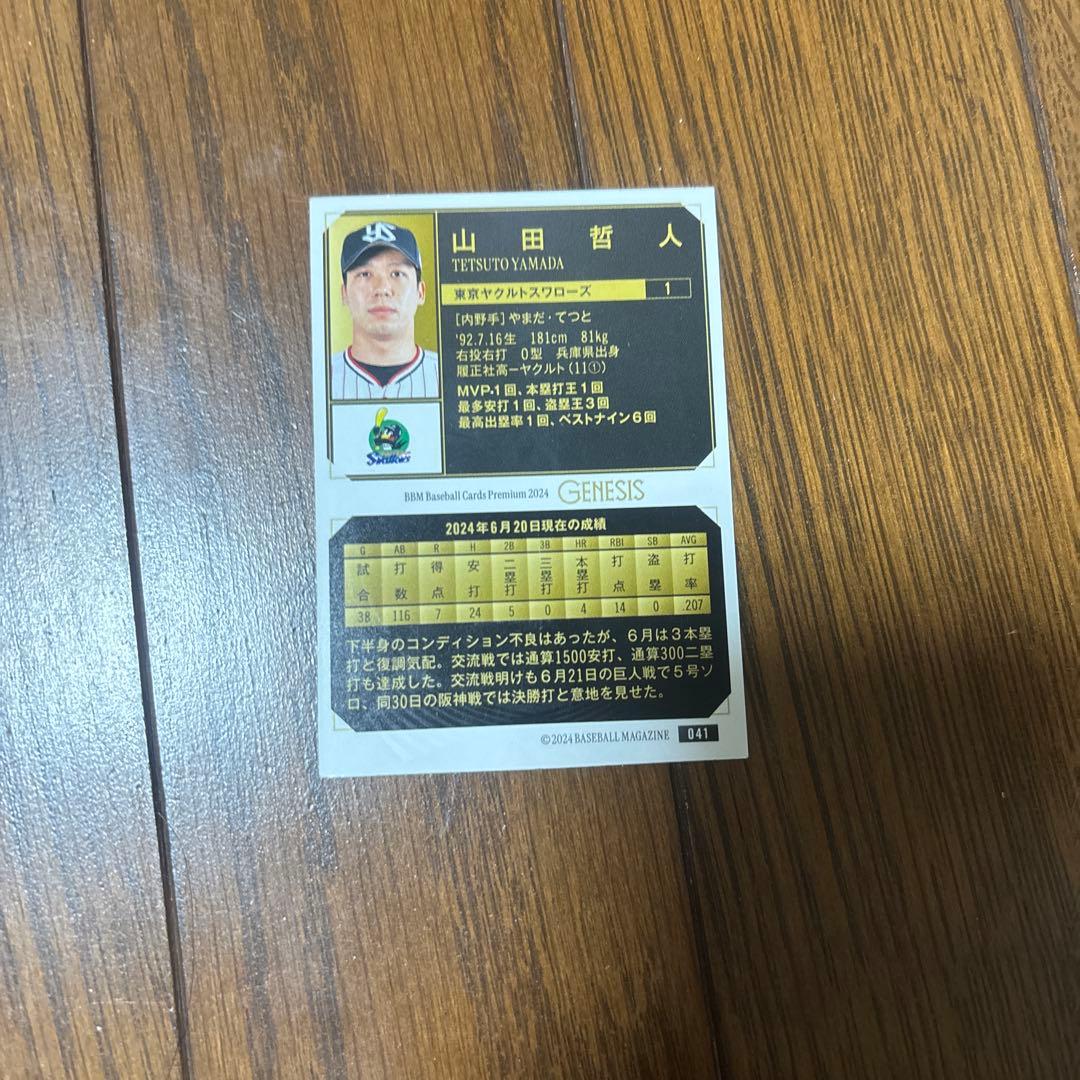 山田哲人
TETSUTO YAMADA
東京ヤクルトスワローズ 1
[内野手]やまだ・てつと
'92.7.16生 181cm 81kg
右投右打 O型 兵庫県出身
履正社高ーヤクルト(11①)
MVP1回、本塁打王1回
最多安打1回、盗塁王3回
最高出塁率1回、ベストナイン6回
YS
Swallows
BBM Baseball Cards Premium 2024 GENESIS
2024年6月20日現在の成績
G AB R H 2B 3B HR RBI SB AVG
試合 打数 得点 安打 二塁打 三塁打 本塁打 打点 盗塁 打率
38 116 7 24 5 0 4 14 0 .207
下半身のコンディション不良はあったが、6月は3本塁
打と復調気配。交流戦では通算1500安打、通算300二塁
打も達成した。交流戦明けも6月21日の巨人戦で5号ソ
ロ、同30日の阪神戦では決勝打と意地を見せた。
©2024 BASEBALL MAGAZINE 041